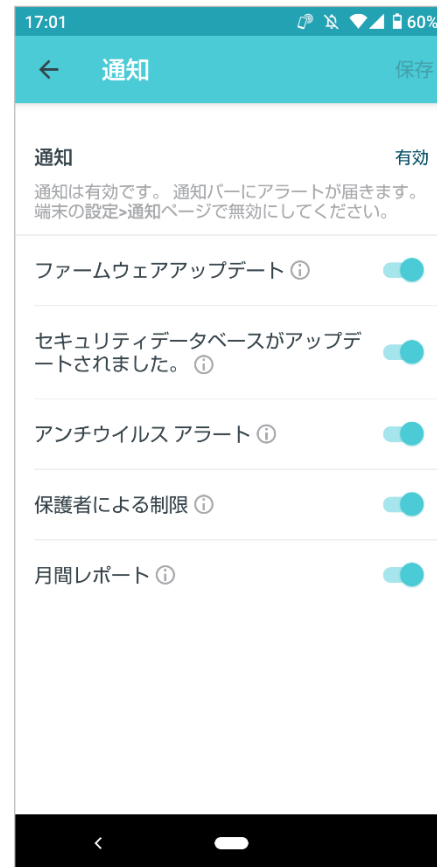 17:01 60%
通知 保存
通知 有効
通知は有効です。 通知バーにアラートが届きます。
端末の設定>通知ページで無効にしてください。
ファームウェアアップデート
セキュリティデータベースがアップデ
ートされました。
アンチウイルス アラート
保護者による制限
月間レポート